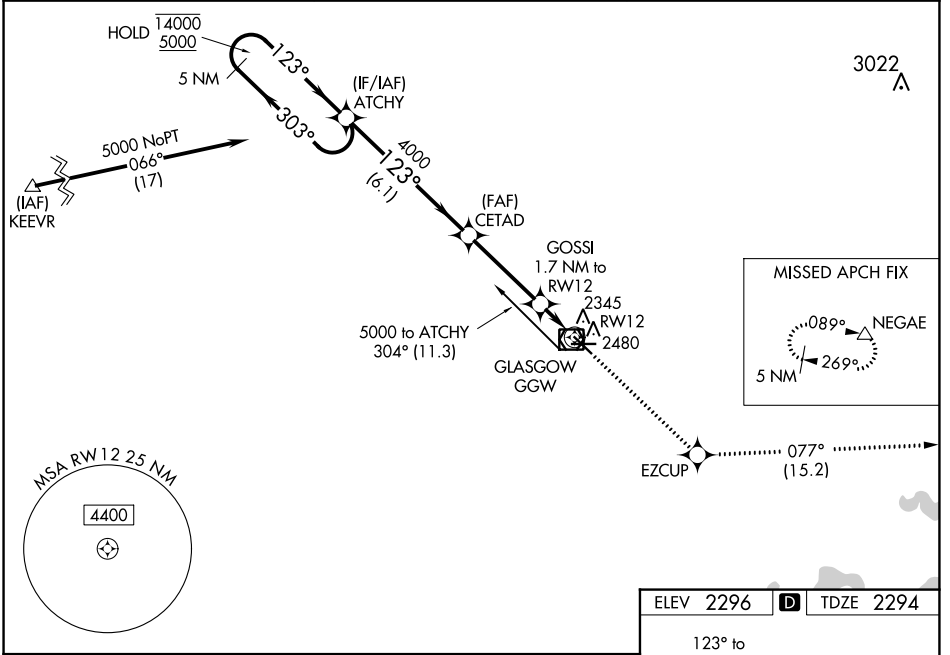 HOLD
14000
5000
5 NM
123°
303°
(IF/IAF)
ATCHY
3022
5000 NoPT
066°
(17)
(IAF)
KEEVR
4000
123°
(6.1)
(FAF)
CETAD
GOSSI
1.7 NM to
RW12
2345
RW12
2480
5000 to ATCHY
304° (11.3)
GLASGOW
GGW
MISSED APCH FIX
089°
NEGAE
269°
5 NM
EZCUP
077°
(15.2)
MSA RW12 25 NM
4400
ELEV 2296 D TDZE 2294
123° to